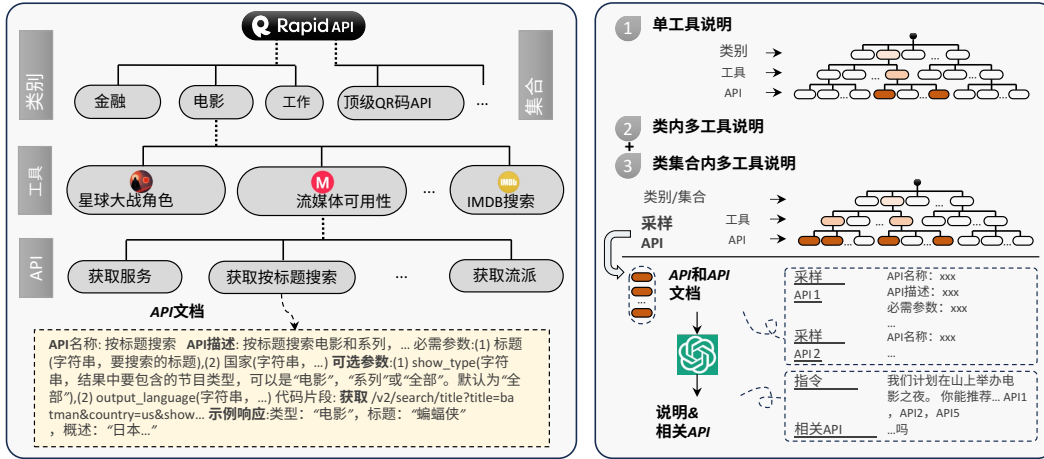 Rapid API
类别
集合
金融
电影
工作
顶级QR码API
...
工具
星球大战角色
M
流媒体可用性
...
IMDb
IMDB搜索
API
获取服务
获取按标题搜索
...
获取流派
API文档
API名称: 按标题搜索 API描述: 按标题搜索电影和系列，... 必需参数:(1) 标题
(字符串，要搜索的标题),(2) 国家(字符串，...) 可选参数:(1) show_type(字符
串，结果中要包含的节目类型，可以是“电影”，“系列”或“全部”。默认为“全
部”),(2) output_language(字符串，...) 代码片段: 获取 /v2/search/title?title=ba
tman&country=us&show... 示例响应:类型：“电影”，标题：“蝙蝠侠”
，概述：“日本...”
1 单工具说明
类别
...
工具
...
API
... ... ... ...
2 类内多工具说明
+
3 类集合内多工具说明
类别/集合
...
采样
API
工具
...
API
... ... ... ...
...
API和API
文档
采样
API 1
API名称：xxx
API描述：xxx
必需参数：xxx
...
采样
API 2
API名称：xxx
...
说明&
相关API
指令
我们计划在山上举办电
影之夜。 你能推荐... API1
，API2，API5
相关API
...吗